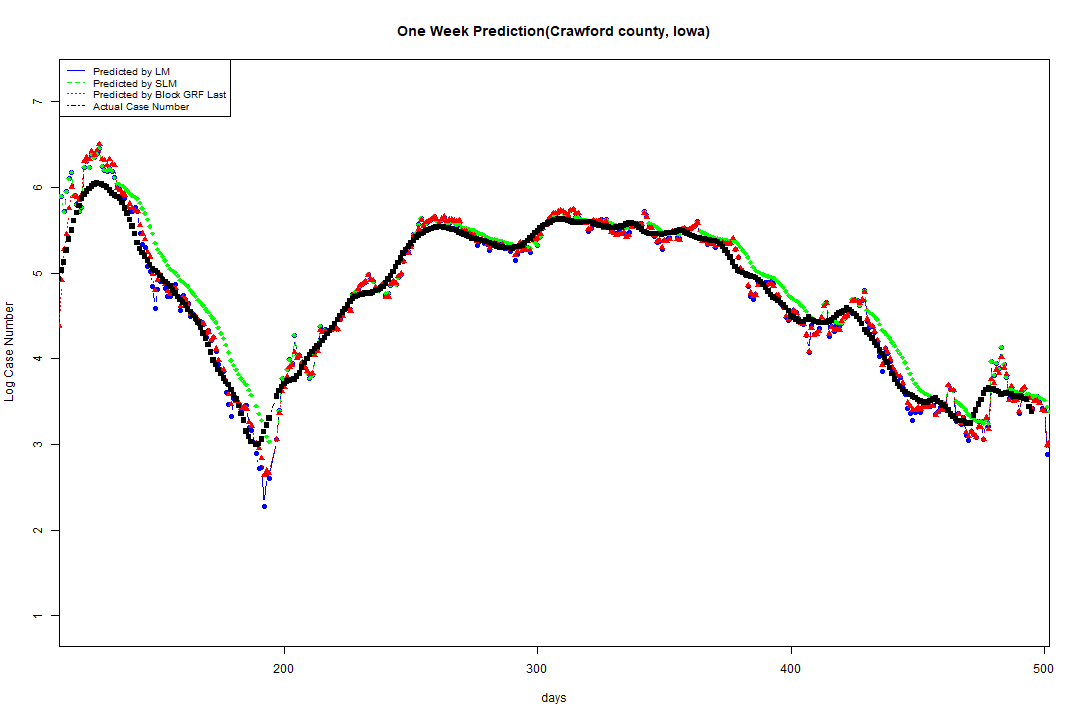 One Week Prediction(Crawford county, Iowa)
Predicted by LM
Predicted by SLM
Predicted by Block GRF Last
Actual Case Number
Log Case Number
7
6
5
4
3
2
1
200 300 400 500
days